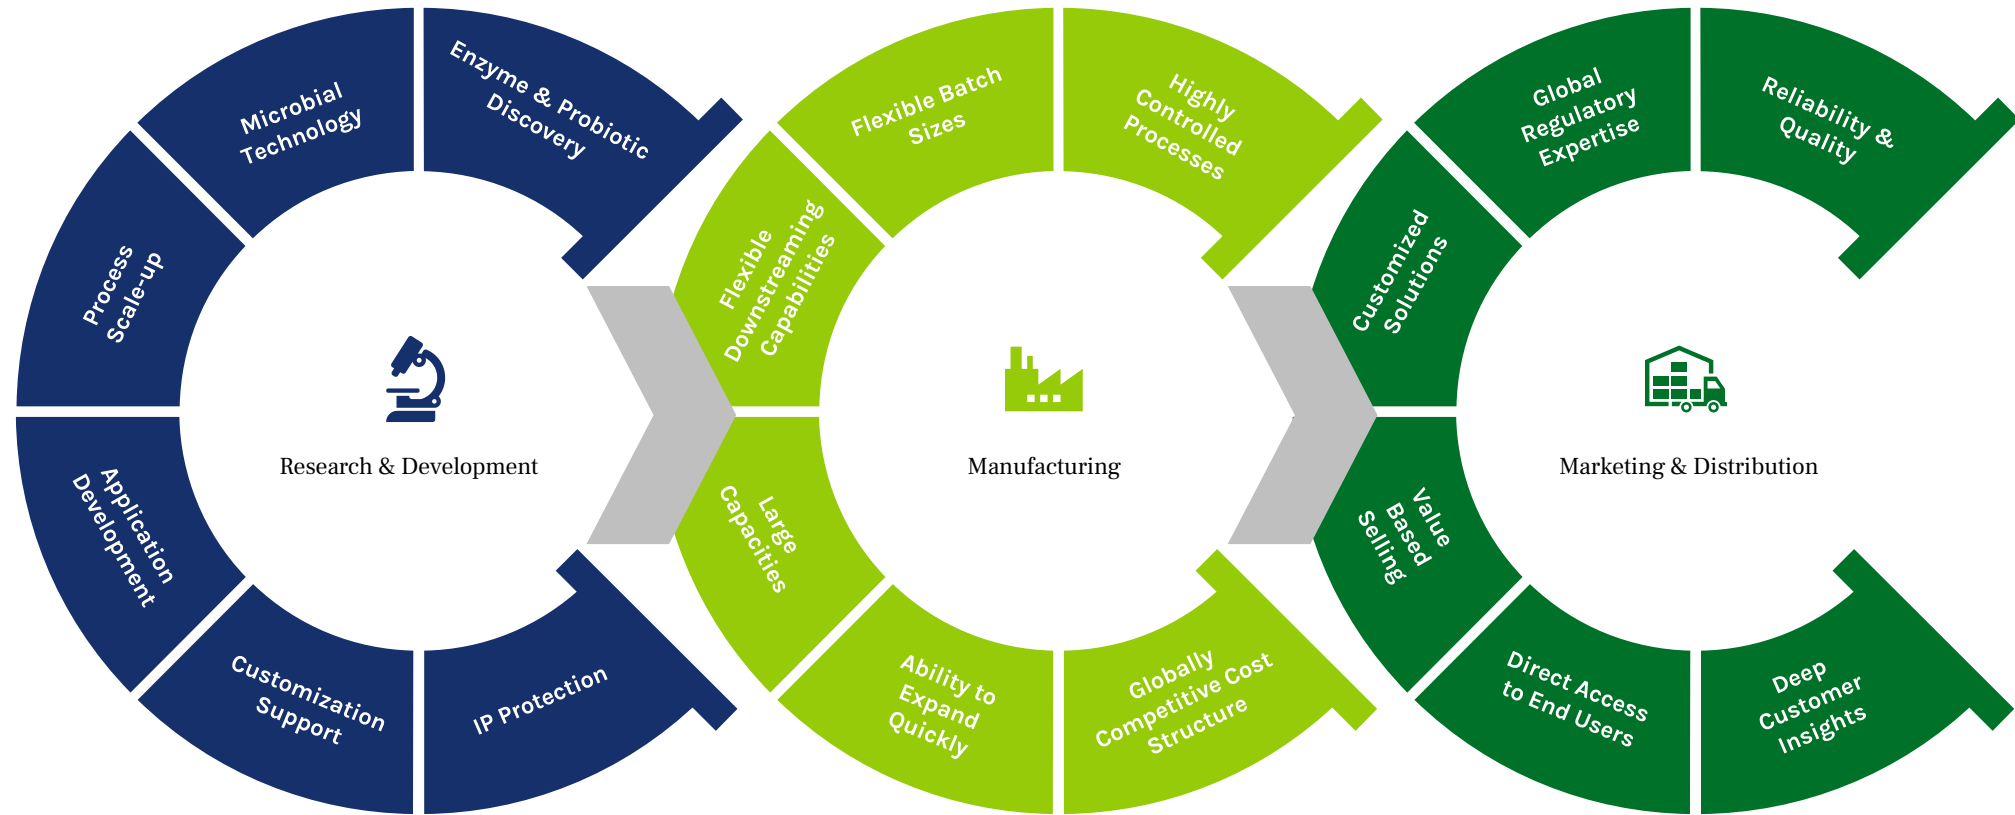 Enzyme & Probiotic
Discovery
Microbial
Technology
Process
Scale-up
Application
Development
Customization
Support
IP Protection
Research & Development
Highly
Controlled
Processes
Flexible Batch
Sizes
Flexible
Downstreaming
Capabilities
Large
Capacities
Ability to
Expand
Quickly
Globally
Competitive Cost
Structure
Manufacturing
Reliability &
Quality
Global
Regulatory
Expertise
Customized
Solutions
Value
Based
Selling
Direct Access
to End Users
Deep
Customer
Insights
Marketing & Distribution